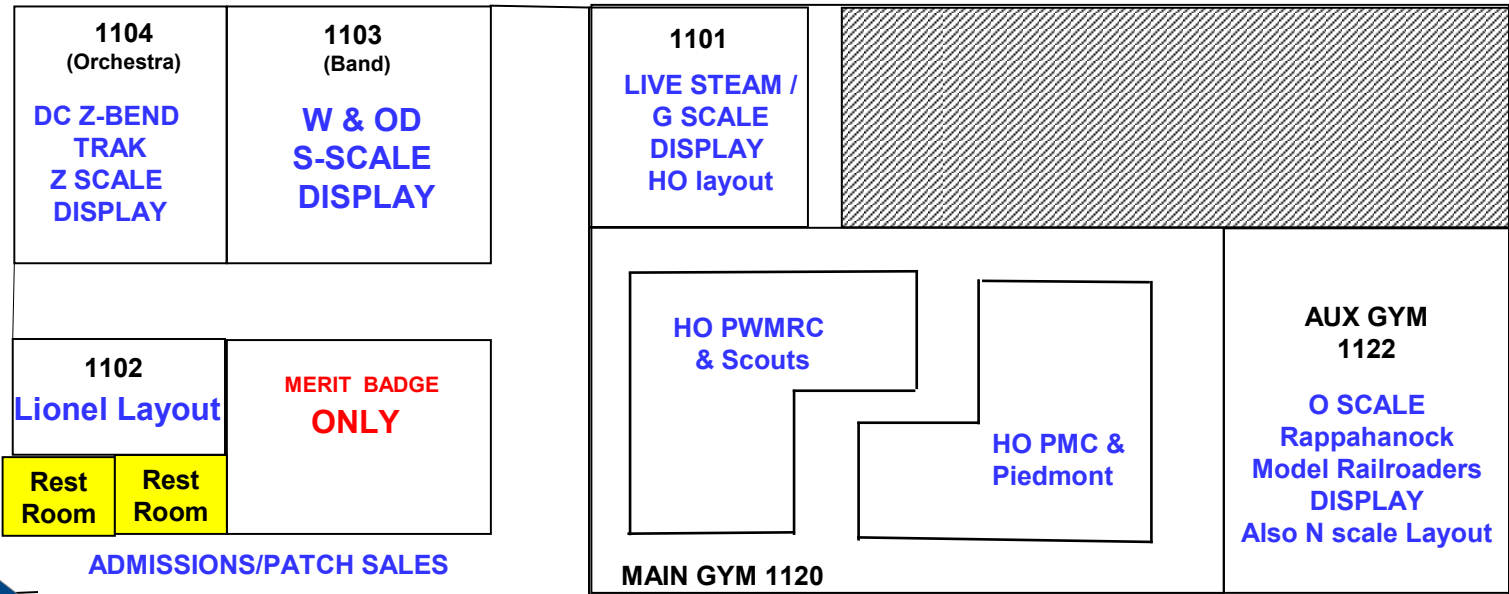 1104
(Orchestra)
DC Z-BEND
TRAK
Z SCALE
DISPLAY
1103
(Band)
W & OD
S-SCALE
DISPLAY
1101
LIVE STEAM /
G SCALE
DISPLAY
HO layout
1102
Lionel Layout
MERIT BADGE
ONLY
Rest
Room
Rest
Room
ADMISSIONS/PATCH SALES
HO PWMRC
& Scouts
HO PMC &
Piedmont
MAIN GYM 1120
AUX GYM
1122
O SCALE
Rappahanock
Model Railroaders
DISPLAY
Also N scale Layout